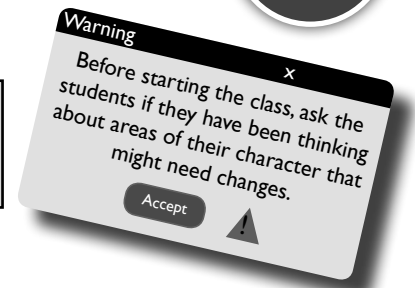 Warning
x
Before starting the class, ask the
students if they have been thinking
about areas of their character that
might need changes.
Accept
!